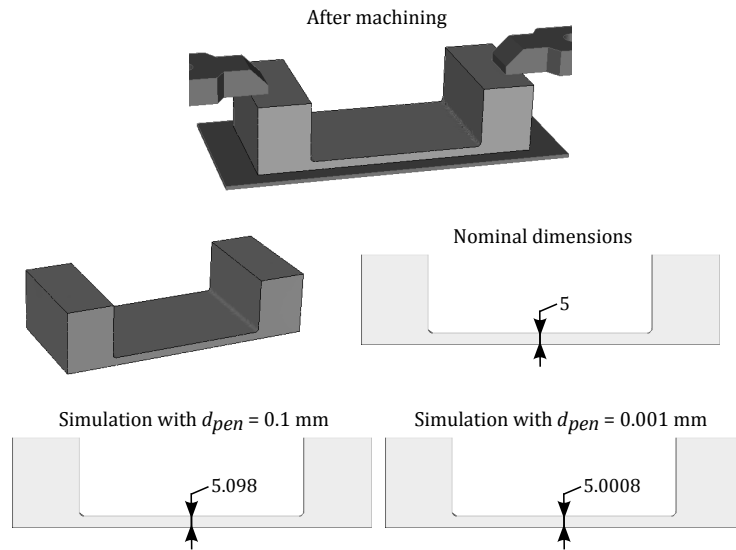 After machining
Nominal dimensions
5
Simulation with dpen = 0.1 mm
Simulation with dpen = 0.001 mm
5.098
5.0008